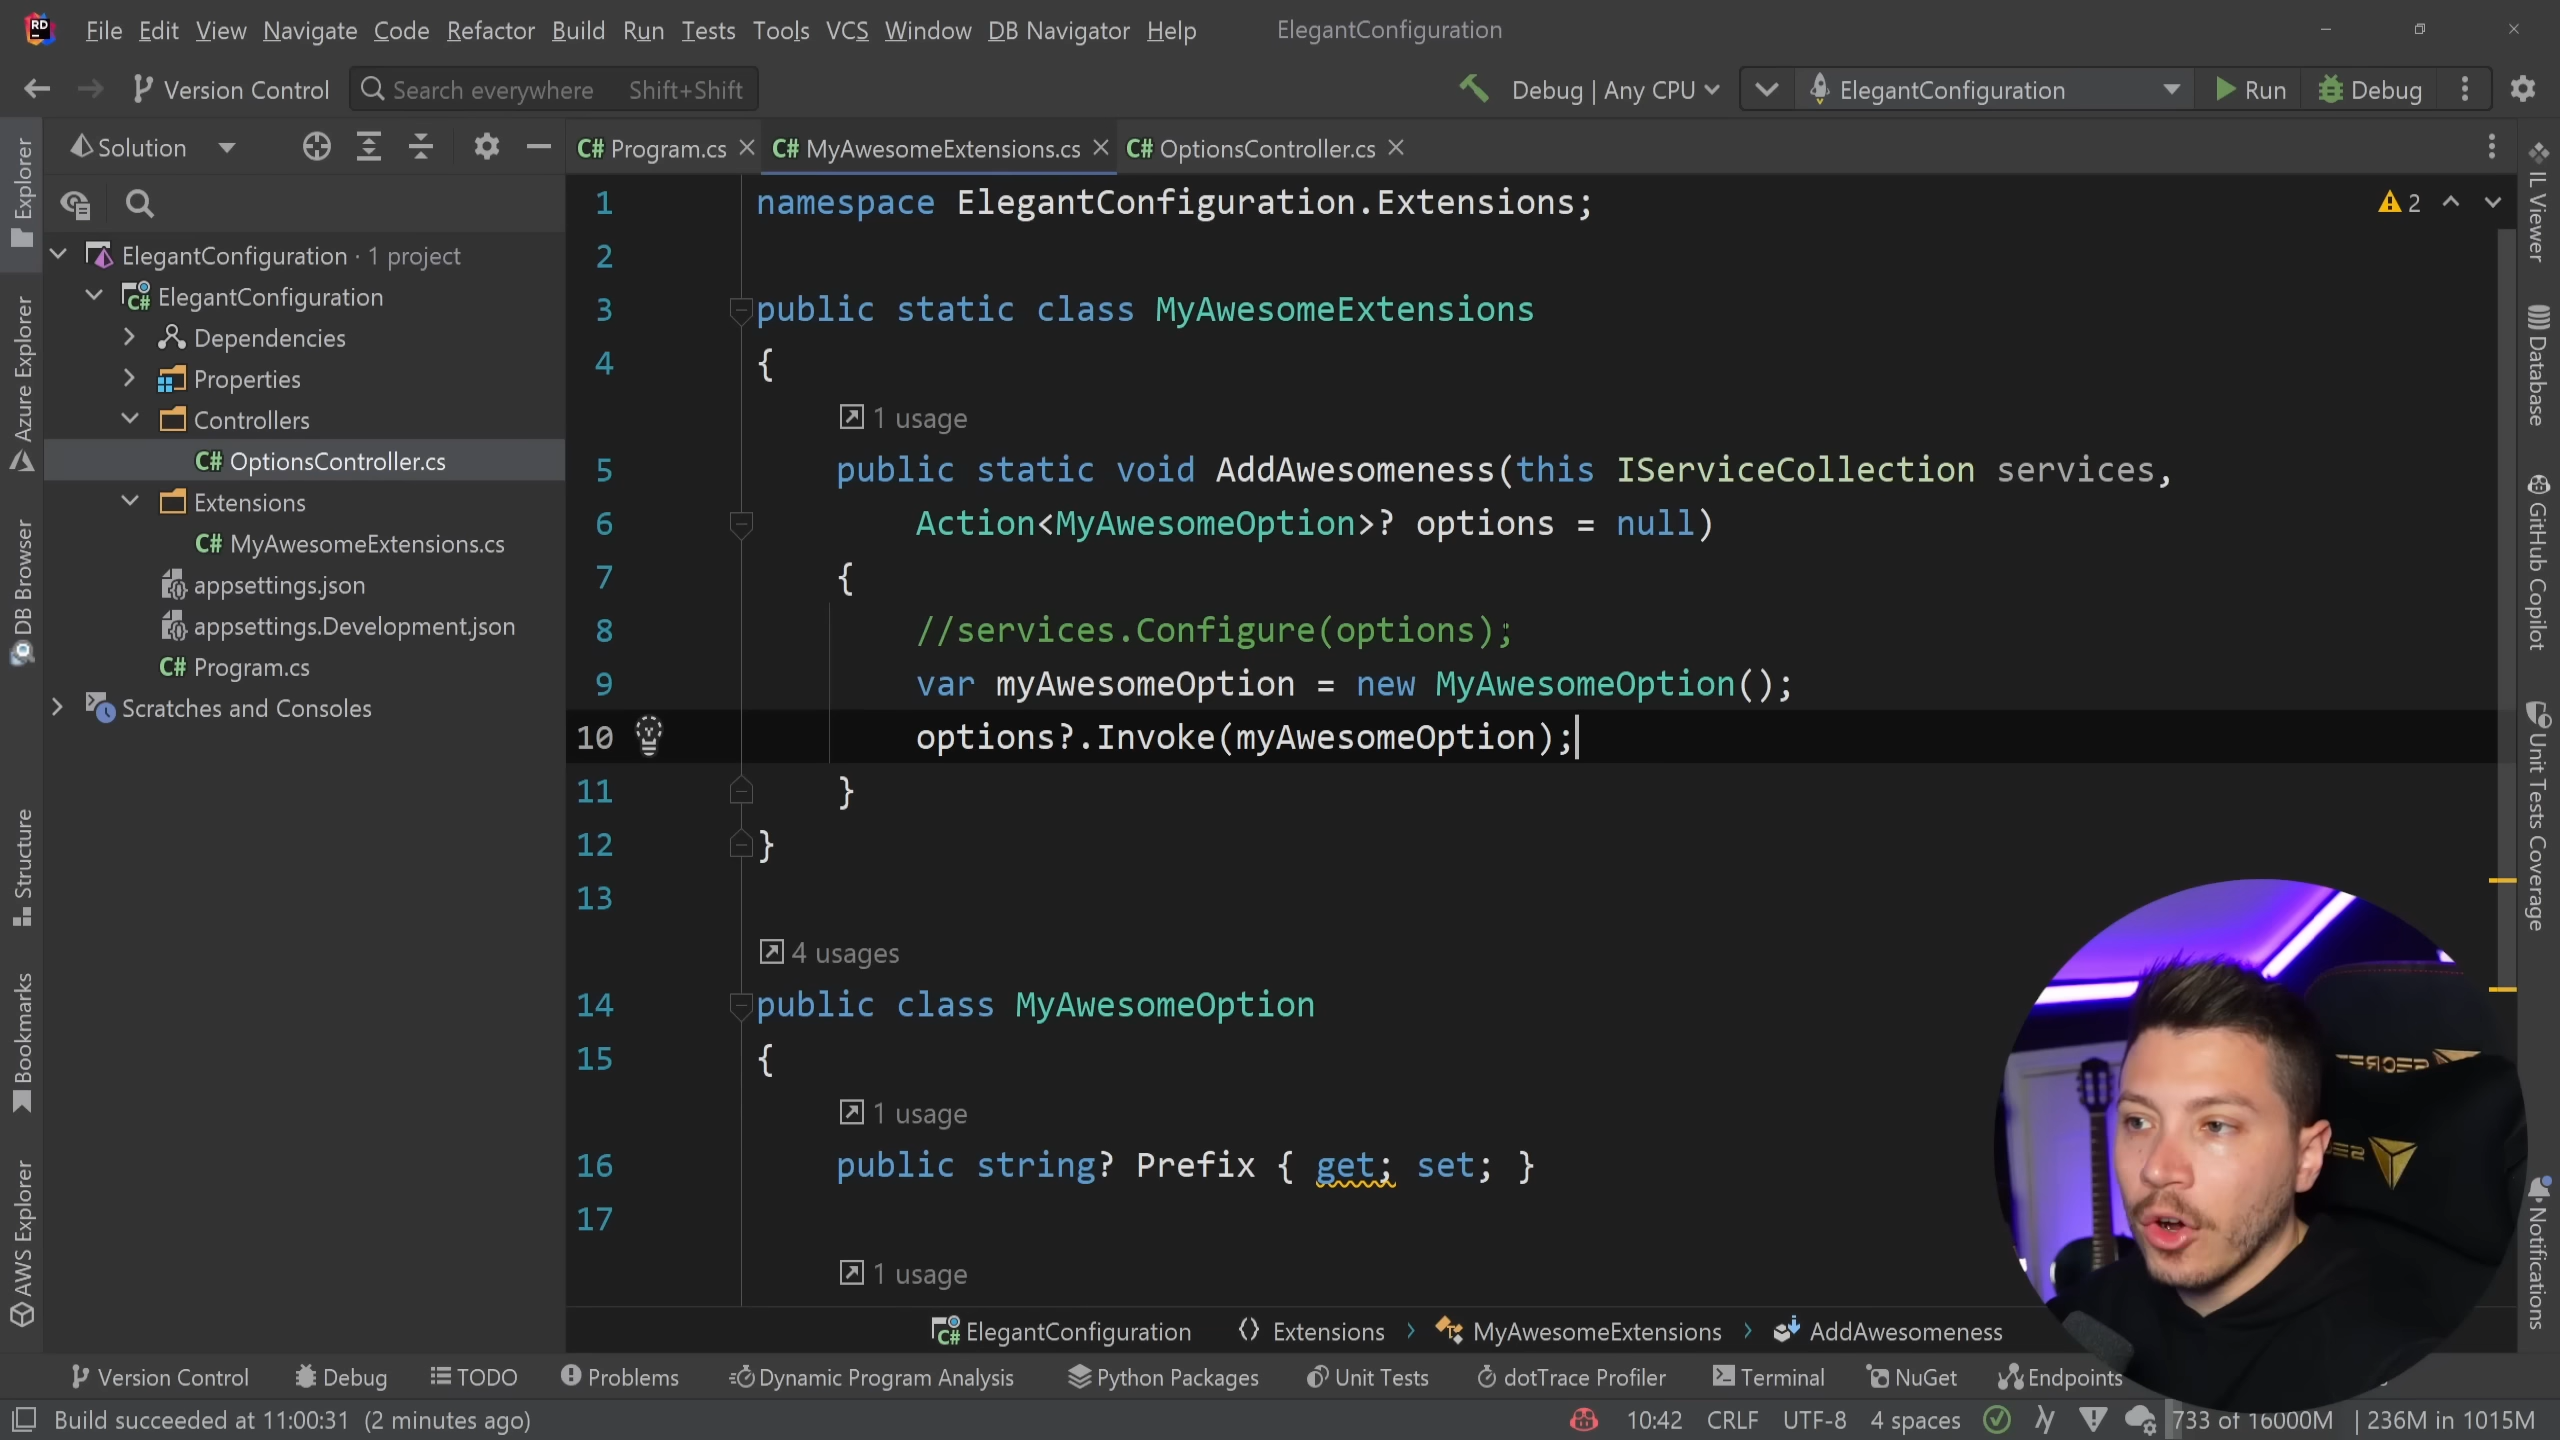 RD File Edit View Navigate Code Refactor Build Run Tests Tools VCS Window DB Navigator Help ElegantConfiguration
Version Control Search everywhere Shift+Shift Debug | Any CPU ElegantConfiguration Run Debug
Solution
C# Program.cs C# MyAwesomeExtensions.cs C# OptionsController.cs
ElegantConfiguration · 1 project
C# ElegantConfiguration
Dependencies
Properties
Controllers
C# OptionsController.cs
Extensions
C# MyAwesomeExtensions.cs
appsettings.json
appsettings.Development.json
C# Program.cs
Scratches and Consoles
Explorer
Azure Explorer
DB Browser
Structure
Bookmarks
AWS Explorer
1 namespace ElegantConfiguration.Extensions;
2
3 public static class MyAwesomeExtensions
4 {
1 usage
5 public static void AddAwesomeness(this IServiceCollection services,
6 Action<MyAwesomeOption>? options = null)
7 {
8 //services.Configure(options);
9 var myAwesomeOption = new MyAwesomeOption();
10 options?.Invoke(myAwesomeOption);
11 }
12 }
13
4 usages
14 public class MyAwesomeOption
15 {
1 usage
16 public string? Prefix { get; set; }
17
1 usage
2
IL Viewer
Database
GitHub Copilot
Unit Tests Coverage
Notifications
C# ElegantConfiguration Extensions MyAwesomeExtensions AddAwesomeness
Version Control Debug TODO Problems Dynamic Program Analysis Python Packages Unit Tests dotTrace Profiler Terminal NuGet Endpoints
Build succeeded at 11:00:31 (2 minutes ago) 10:42 CRLF UTF-8 4 spaces 733 of 16000M | 236M in 1015M